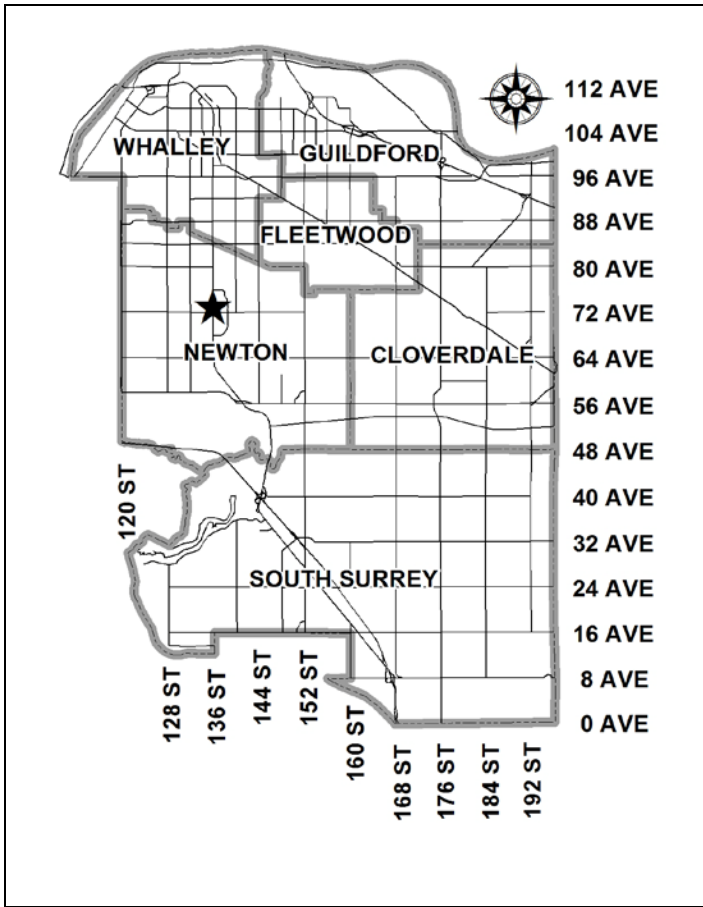 112 AVE
104 AVE
WHALLEY
GUILDFORD
96 AVE
88 AVE
FLEETWOOD
80 AVE
72 AVE
NEWTON
CLOVERDALE
64 AVE
56 AVE
48 AVE
120 ST
40 AVE
32 AVE
SOUTH SURREY
24 AVE
16 AVE
8 AVE
0 AVE
128 ST
136 ST
144 ST
152 ST
160 ST
168 ST
176 ST
184 ST
192 ST